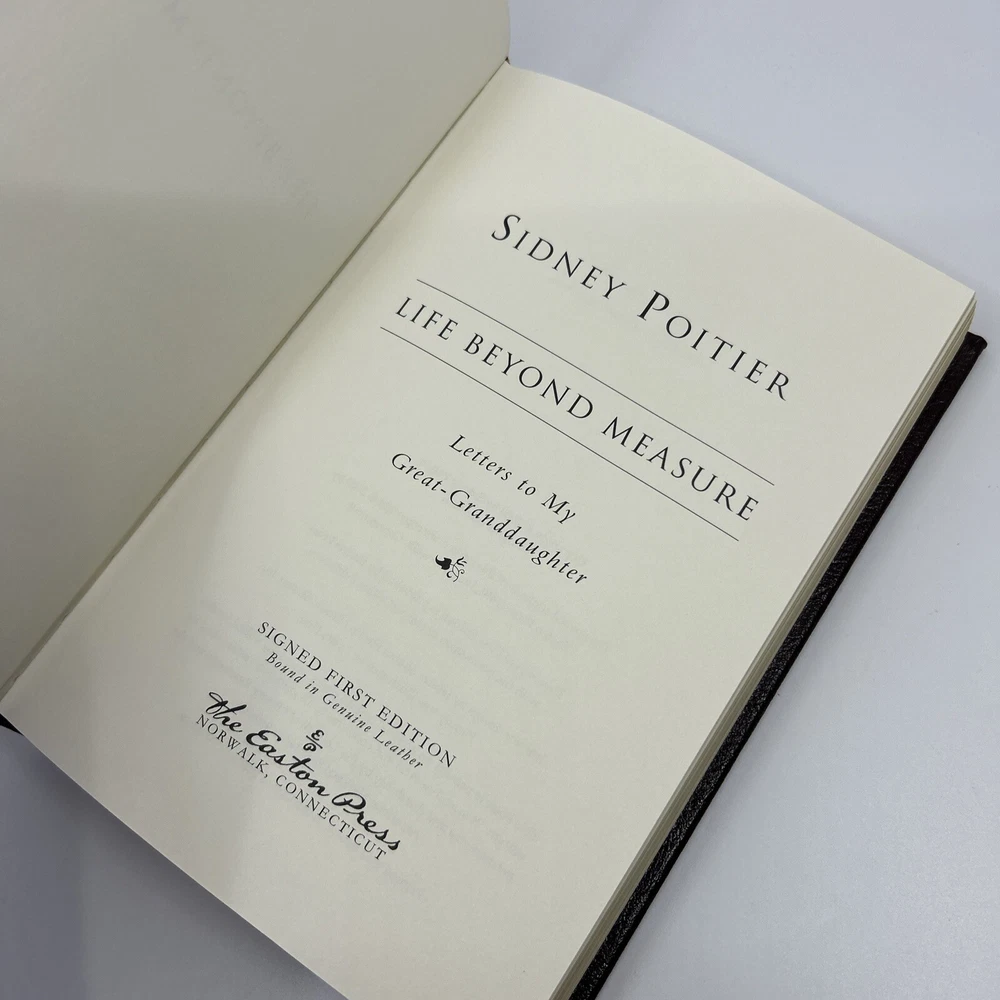 SIDNEY POITIER
LIFE BEYOND MEASURE
Letters to My
Great-Granddaughter
SIGNED FIRST EDITION
Bound in Genuine Leather
E
P
The Easton Press
NORWALK, CONNECTICUT